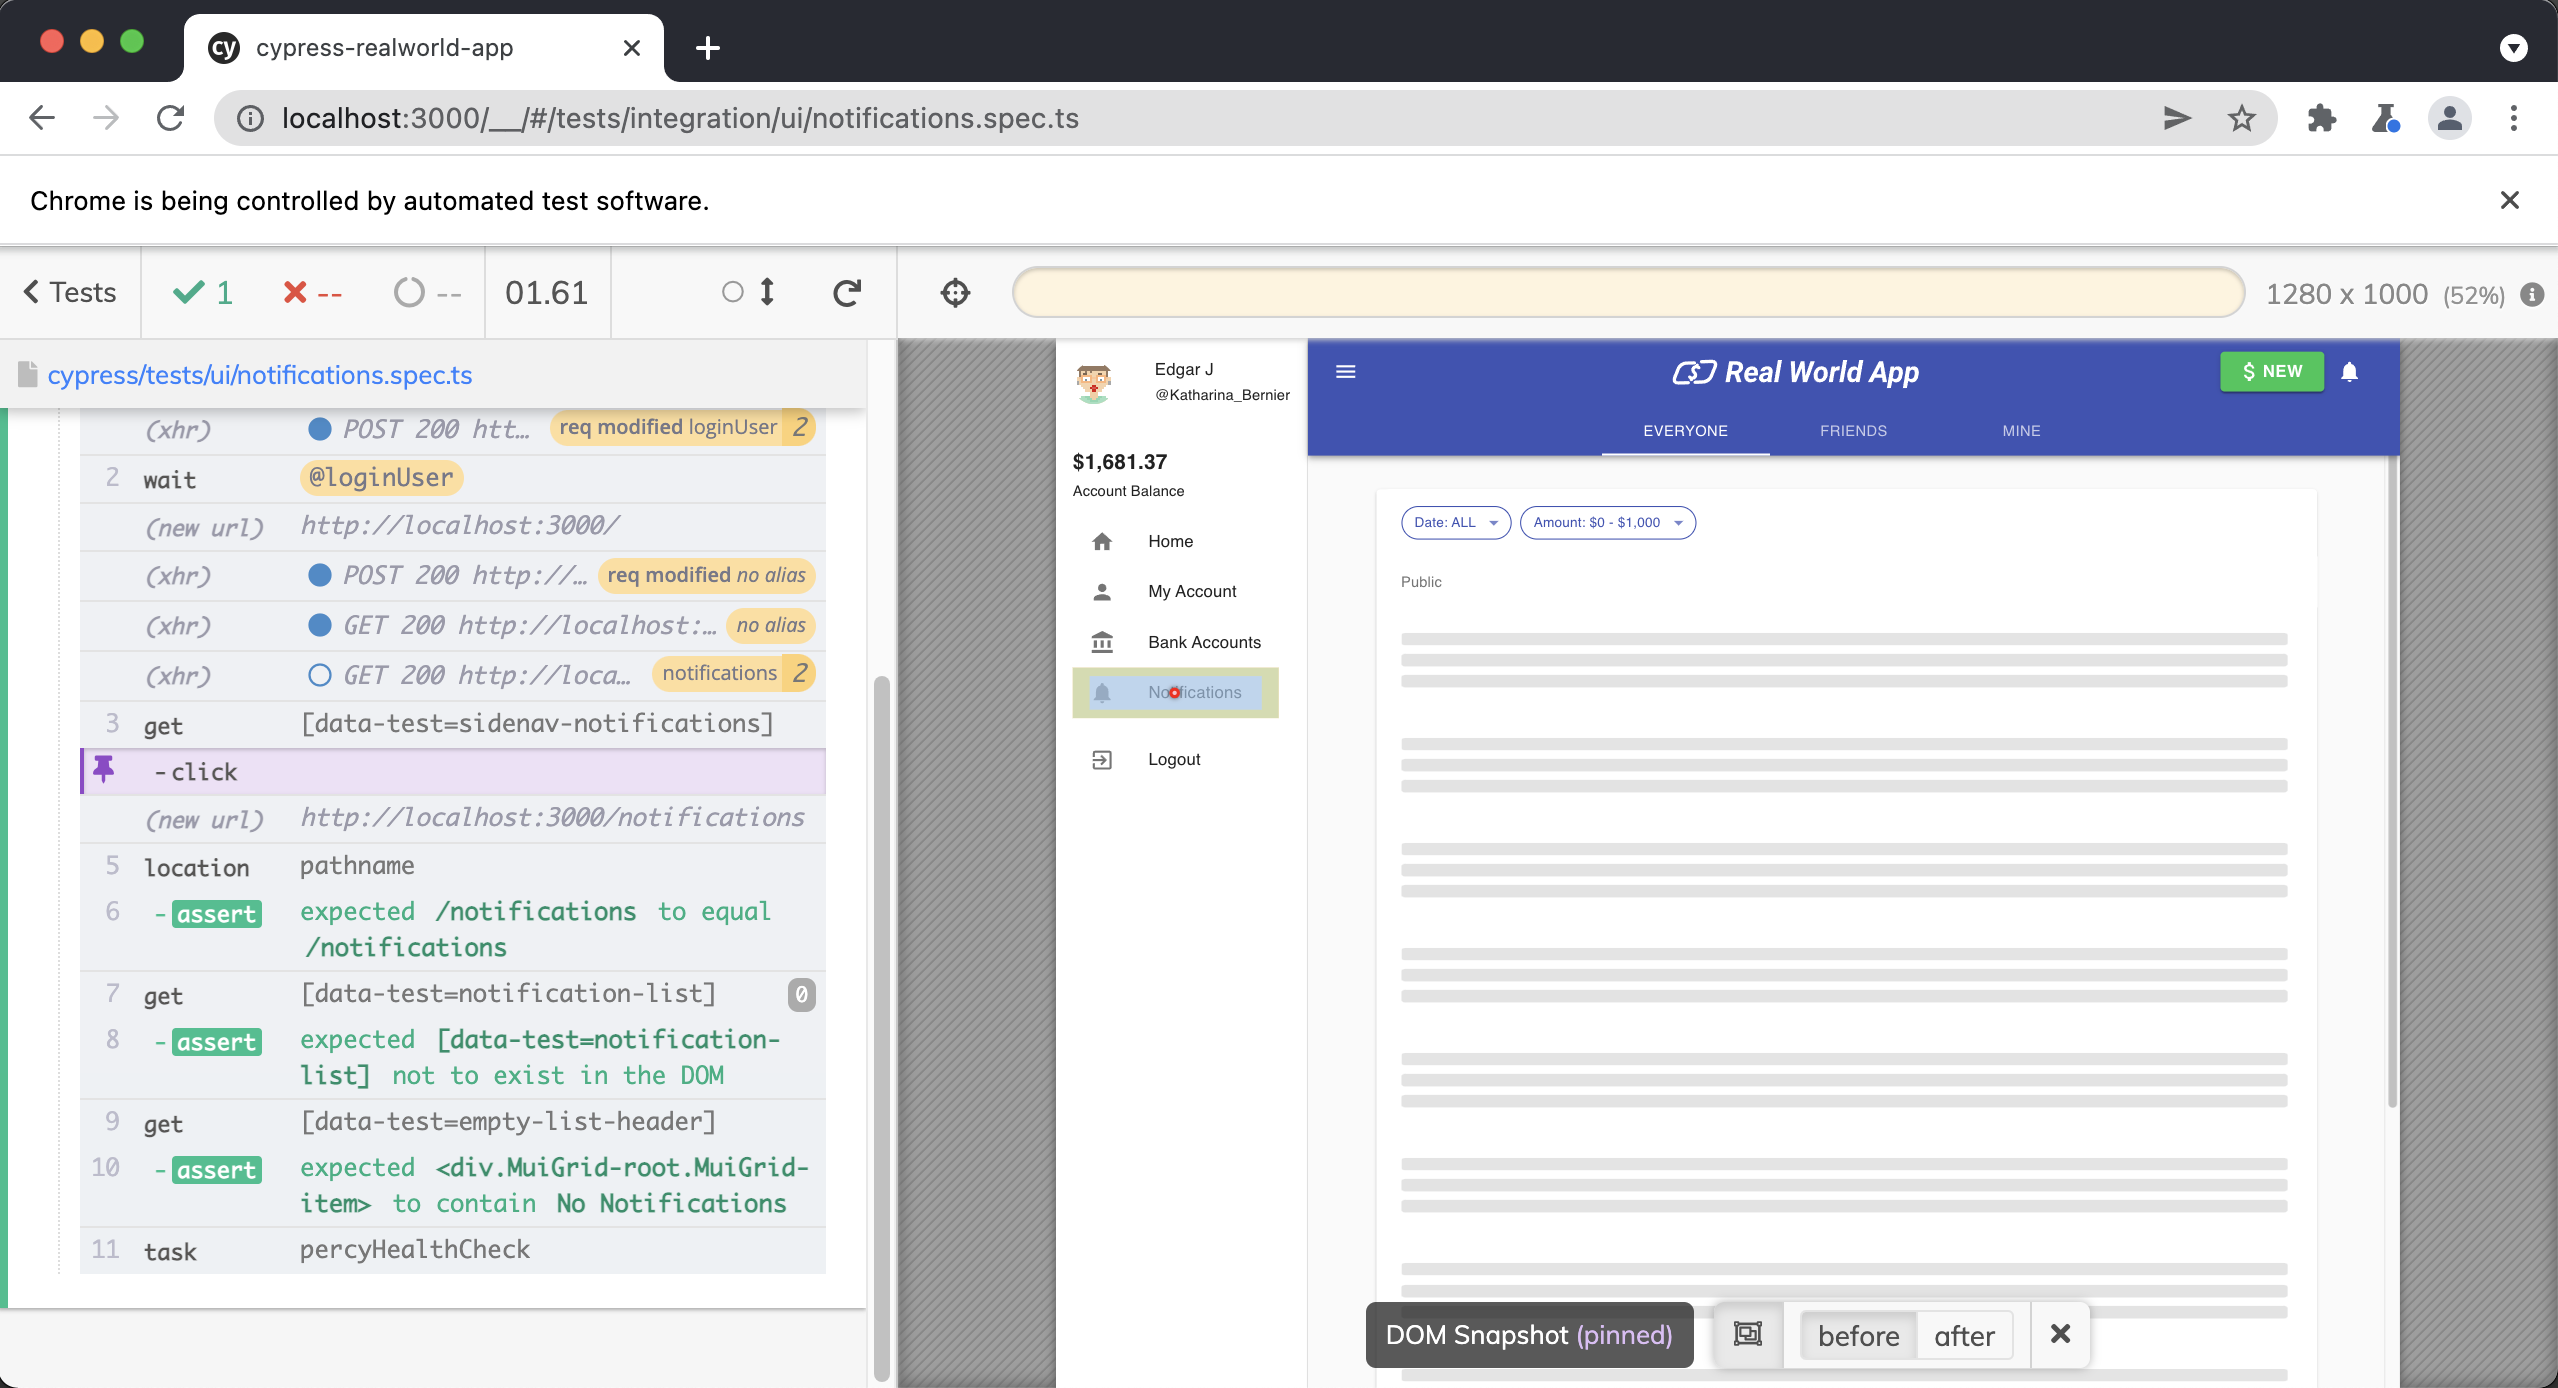 cy cypress-realworld-app
localhost:3000/__/#/tests/integration/ui/notifications.spec.ts
Chrome is being controlled by automated test software.
Tests 1 -- -- 01.61
1280 x 1000 (52%)
cypress/tests/ui/notifications.spec.ts
(xhr) POST 200 htt... req modified loginUser 2
2 wait @loginUser
(new url) http://localhost:3000/
(xhr) POST 200 http://... req modified no alias
(xhr) GET 200 http://localhost:... no alias
(xhr) GET 200 http://loca... notifications 2
3 get [data-test=sidenav-notifications]
-click
(new url) http://localhost:3000/notifications
5 location pathname
6 -assert expected /notifications to equal
/notifications
7 get [data-test=notification-list] 0
8 -assert expected [data-test=notification-
list] not to exist in the DOM
9 get [data-test=empty-list-header]
10 -assert expected <div.MuiGrid-root.MuiGrid-
item> to contain No Notifications
11 task percyHealthCheck
Edgar J
@Katharina_Bernier
$1,681.37
Account Balance
Home
My Account
Bank Accounts
Notifications
Logout
Real World App
$ NEW
EVERYONE FRIENDS MINE
Date: ALL Amount: $0 - $1,000
Public
DOM Snapshot (pinned) before after